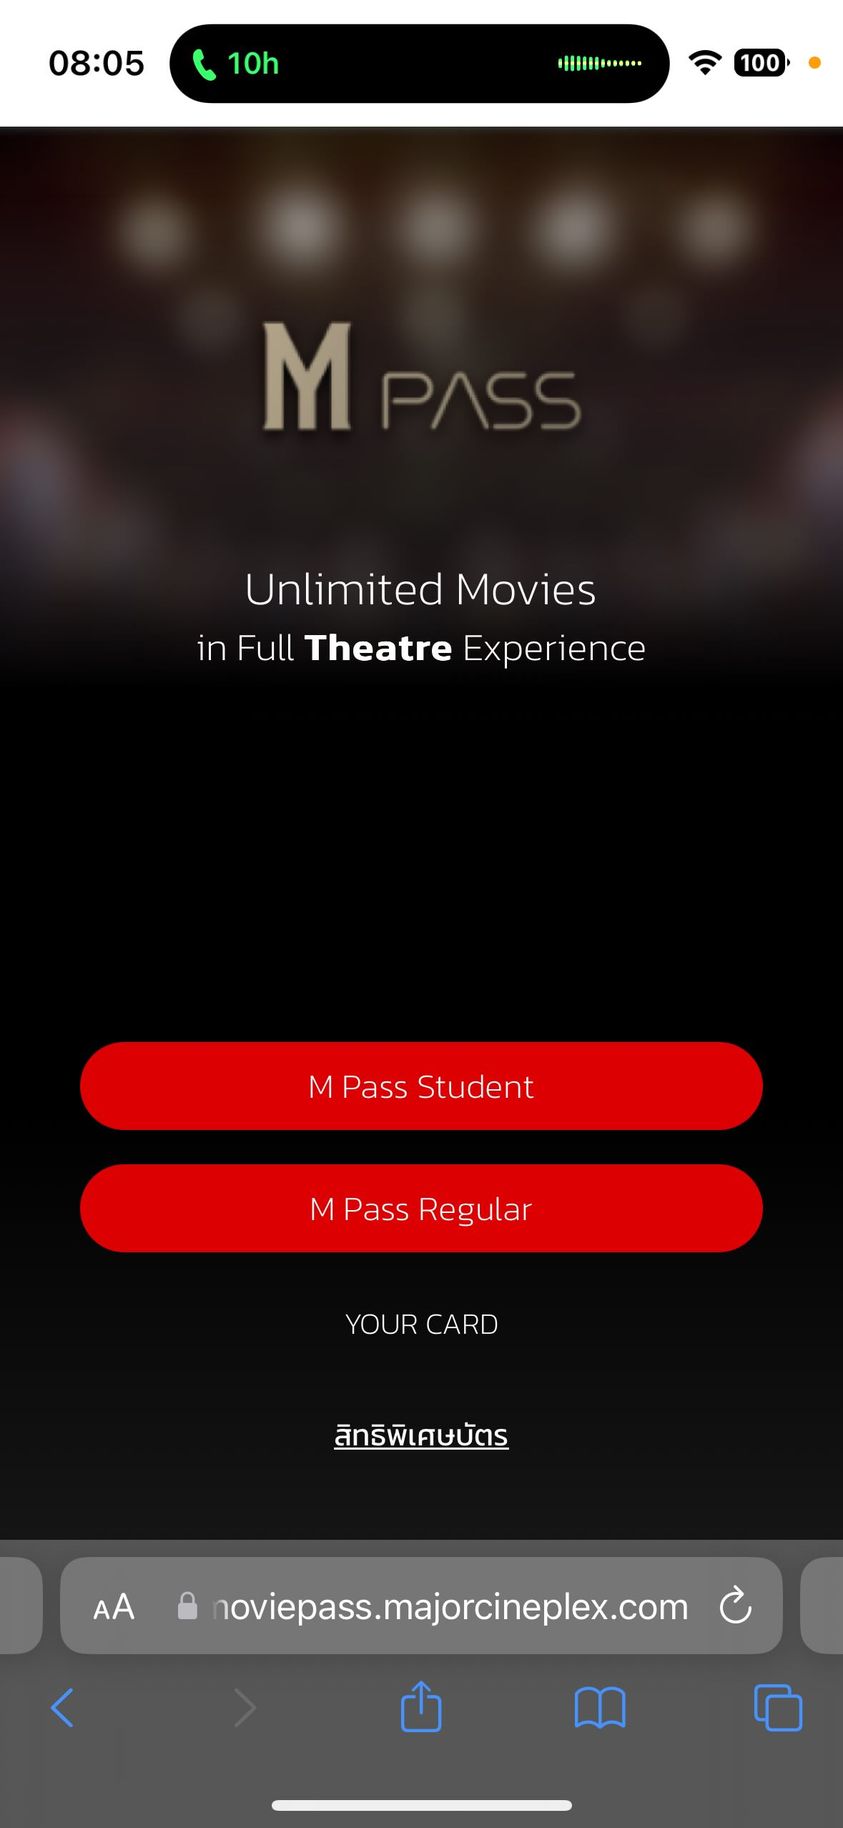 08:05 10h 100
M PASS
Unlimited Movies
in Full Theatre Experience
M Pass Student
M Pass Regular
YOUR CARD
สิทธิพิเศษบัตร
AA moviepass.majorcineplex.com